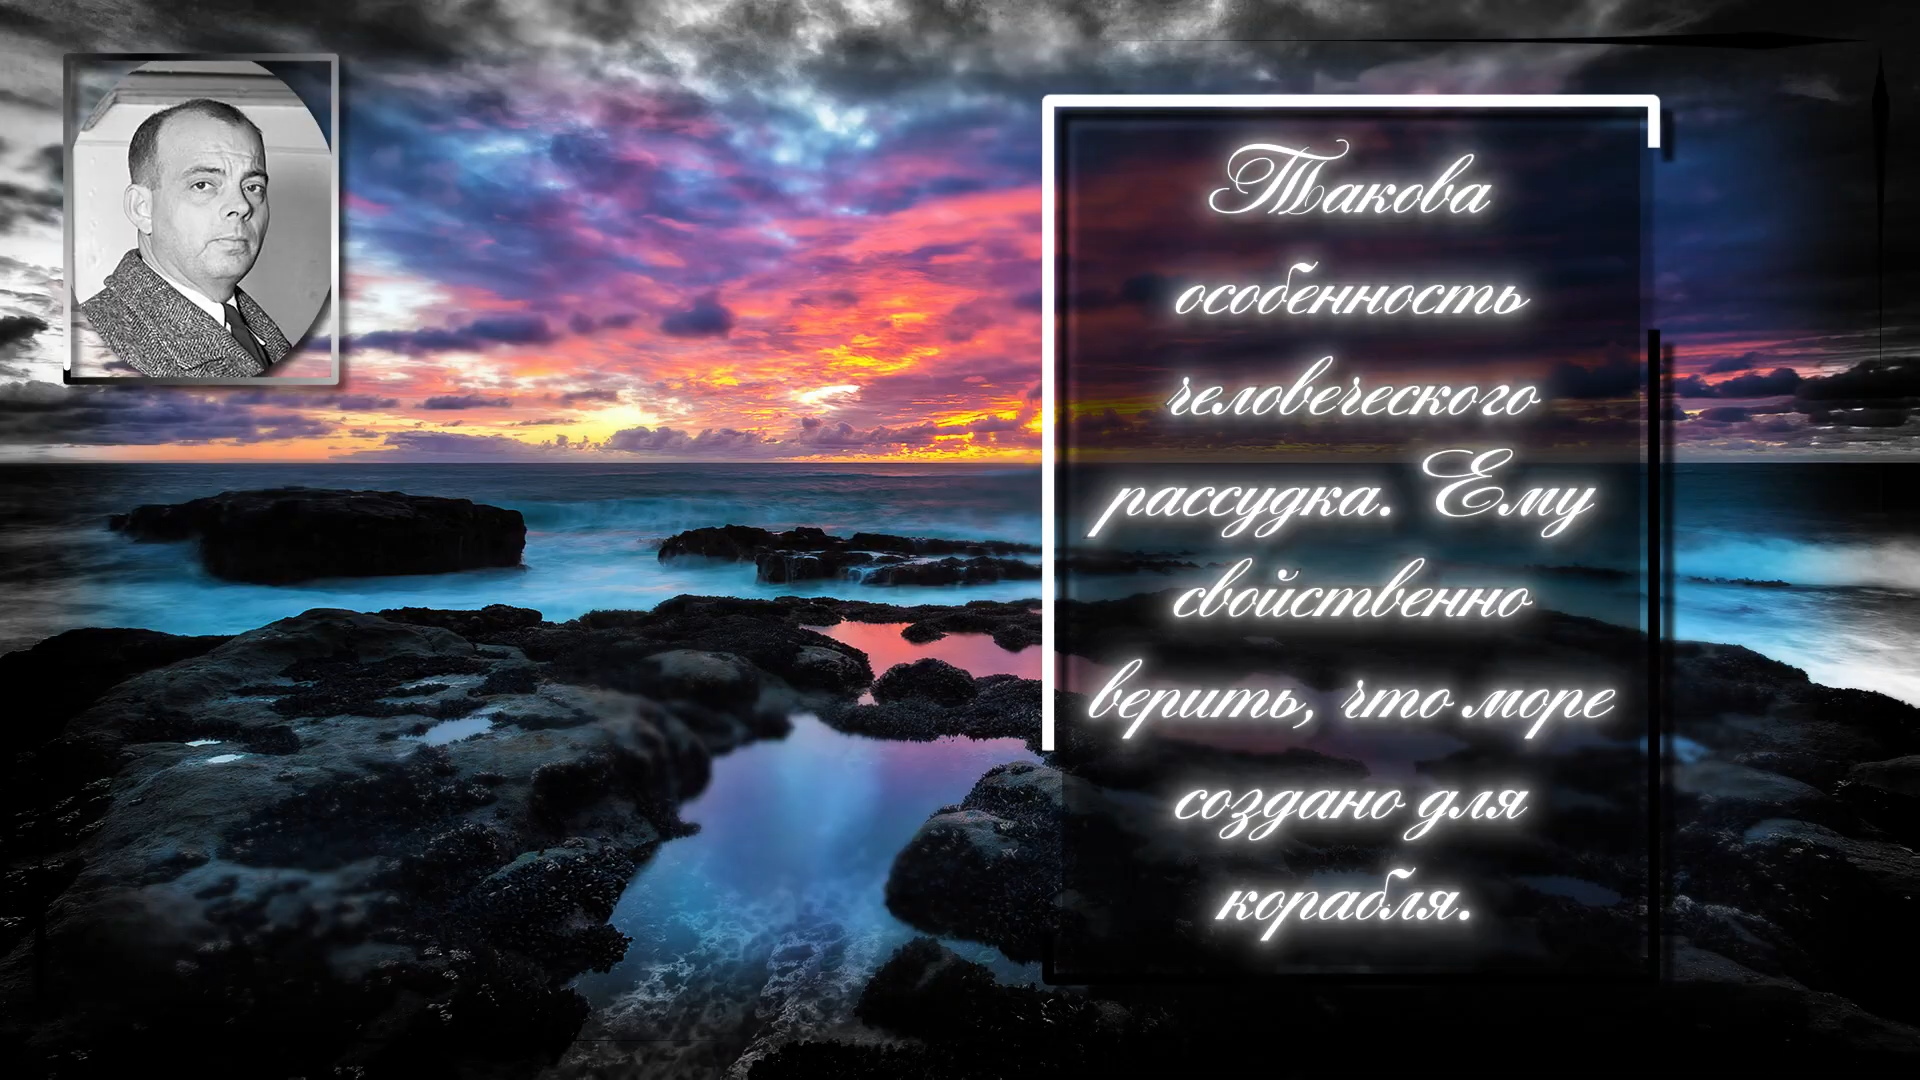 Такова
особенность
человеческого
рассудка. Ему
свойственно
верить, что море
создано для
корабля.